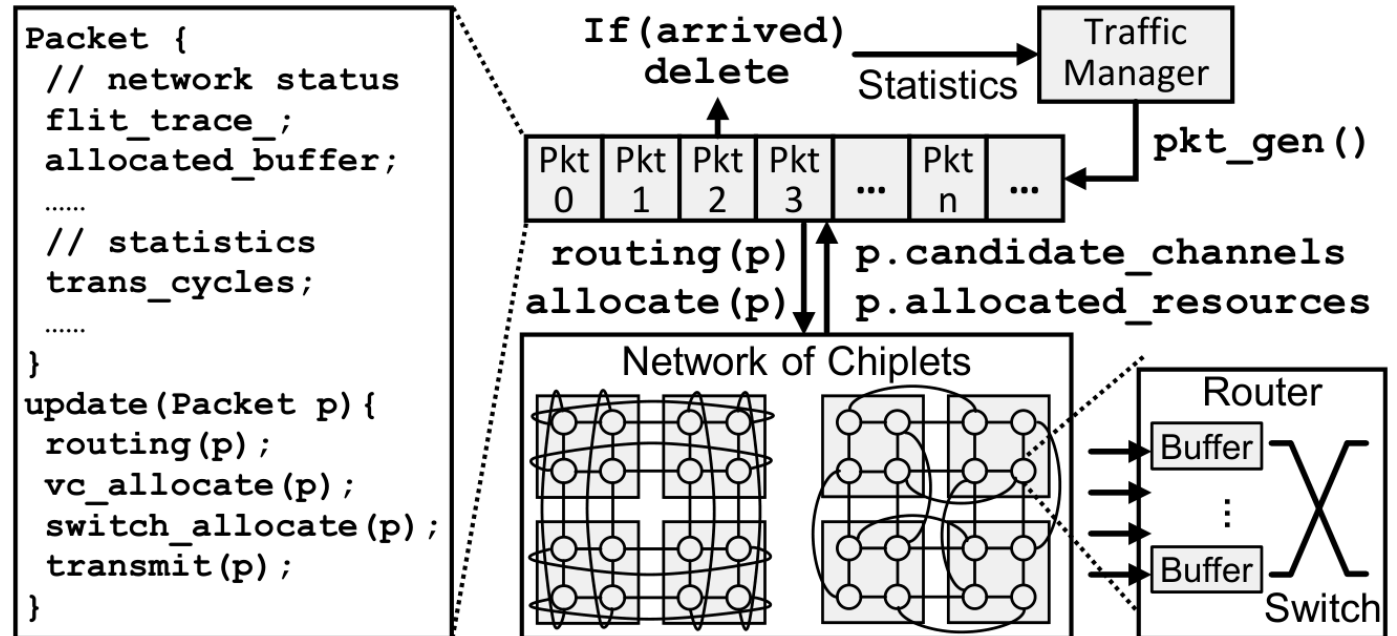 Packet {
// network status
flit_trace_;
allocated_buffer;
......
// statistics
trans_cycles;
......
}
update(Packet p){
routing(p);
vc_allocate(p);
switch_allocate(p);
transmit(p);
}
If(arrived)
delete
Statistics
Traffic
Manager
pkt_gen()
Pkt
0
Pkt
1
Pkt
2
Pkt
3
...
Pkt
n
...
routing(p)
allocate(p)
p.candidate_channels
p.allocated_resources
Network of Chiplets
Router
Buffer
⋮
Buffer
Switch